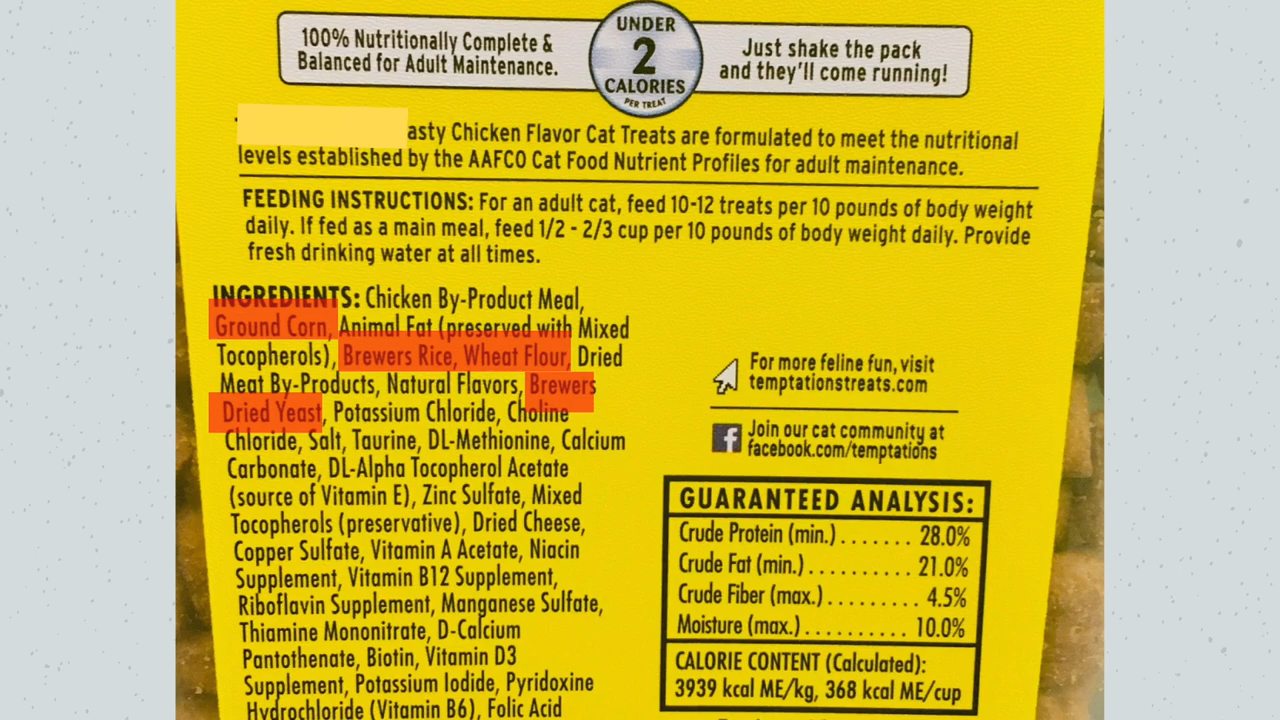 100% Nutritionally Complete &
Balanced for Adult Maintenance.
UNDER
2
CALORIES
PER TREAT
Just shake the pack
and they'll come running!
asty Chicken Flavor Cat Treats are formulated to meet the nutritional
levels established by the AAFCO Cat Food Nutrient Profiles for adult maintenance.
FEEDING INSTRUCTIONS: For an adult cat, feed 10-12 treats per 10 pounds of body weight
daily. If fed as a main meal, feed 1/2 - 2/3 cup per 10 pounds of body weight daily. Provide
fresh drinking water at all times.
INGREDIENTS: Chicken By-Product Meal,
Ground Corn, Animal Fat (preserved with Mixed
Tocopherols), Brewers Rice, Wheat Flour, Dried
Meat By-Products, Natural Flavors, Brewers
Dried Yeast, Potassium Chloride, Choline
Chloride, Salt, Taurine, DL-Methionine, Calcium
Carbonate, DL-Alpha Tocopherol Acetate
(source of Vitamin E), Zinc Sulfate, Mixed
Tocopherols (preservative), Dried Cheese,
Copper Sulfate, Vitamin A Acetate, Niacin
Supplement, Vitamin B12 Supplement,
Riboflavin Supplement, Manganese Sulfate,
Thiamine Mononitrate, D-Calcium
Pantothenate, Biotin, Vitamin D3
Supplement, Potassium Iodide, Pyridoxine
Hydrochloride (Vitamin B6), Folic Acid
For more feline fun, visit
temptationstreats.com
f
Join our cat community at
facebook.com/temptations
GUARANTEED ANALYSIS:
Crude Protein (min.) ....... 28.0%
Crude Fat (min.) .......... 21.0%
Crude Fiber (max.) ......... 4.5%
Moisture (max.) .......... 10.0%
CALORIE CONTENT (Calculated):
3939 kcal ME/kg, 368 kcal ME/cup